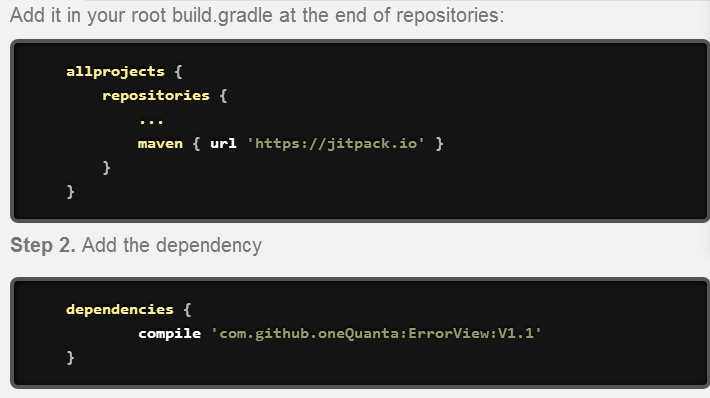 Add it in your root build.gradle at the end of repositories:
allprojects {
repositories {
...
maven { url 'https://jitpack.io' }
}
}
Step 2. Add the dependency
dependencies {
compile 'com.github.oneQuanta:ErrorView:V1.1'
}